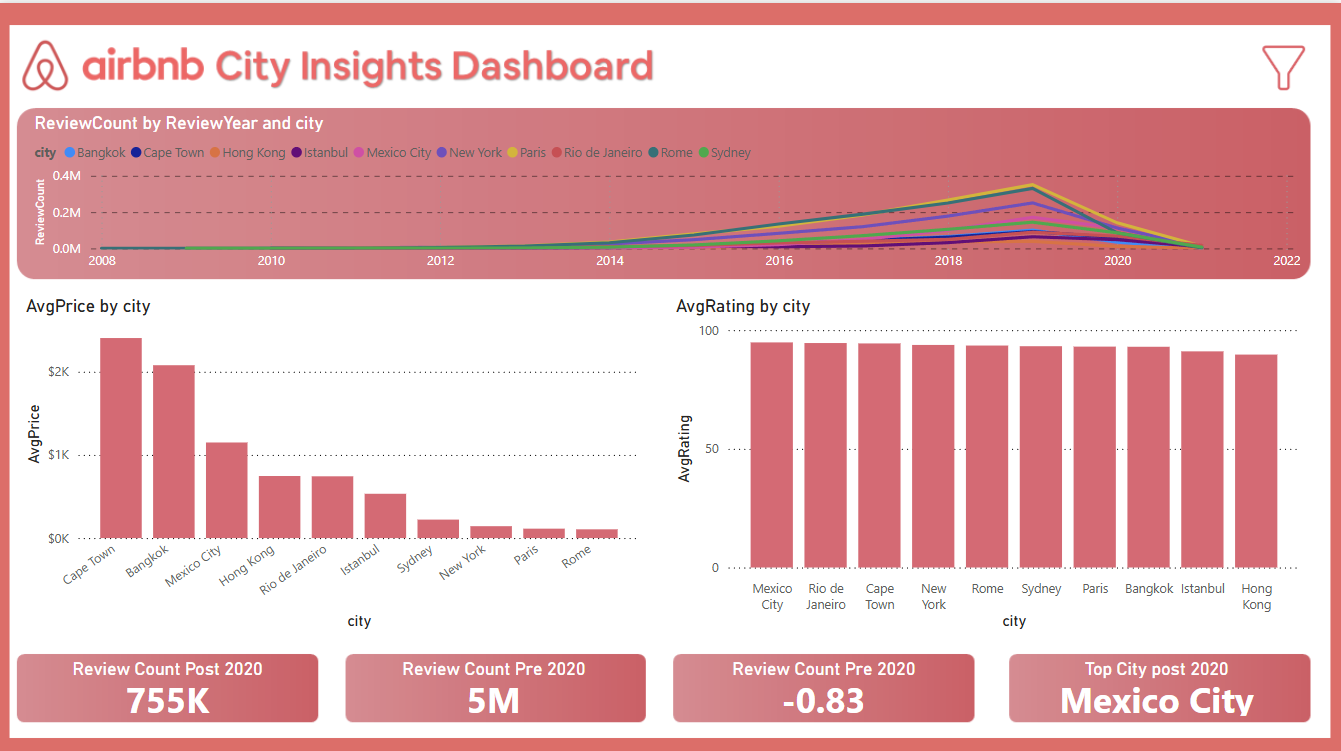 airbnb City Insights Dashboard
ReviewCount by ReviewYear and city
city Bangkok Cape Town Hong Kong Istanbul Mexico City New York Paris Rio de Janeiro Rome Sydney
ReviewCount
0.4M
0.2M
0.0M
2008 2010 2012 2014 2016 2018 2020 2022
AvgPrice by city
AvgPrice
$2K
$1K
$0K
Cape Town Bangkok Mexico City Hong Kong Rio de Janeiro Istanbul Sydney New York Paris Rome
city
AvgRating by city
AvgRating
100
50
0
Mexico Rio de Cape New Rome Sydney Paris Bangkok Istanbul Hong
City Janeiro Town York Kong
city
Review Count Post 2020
755K
Review Count Pre 2020
5M
Review Count Pre 2020
-0.83
Top City post 2020
Mexico City